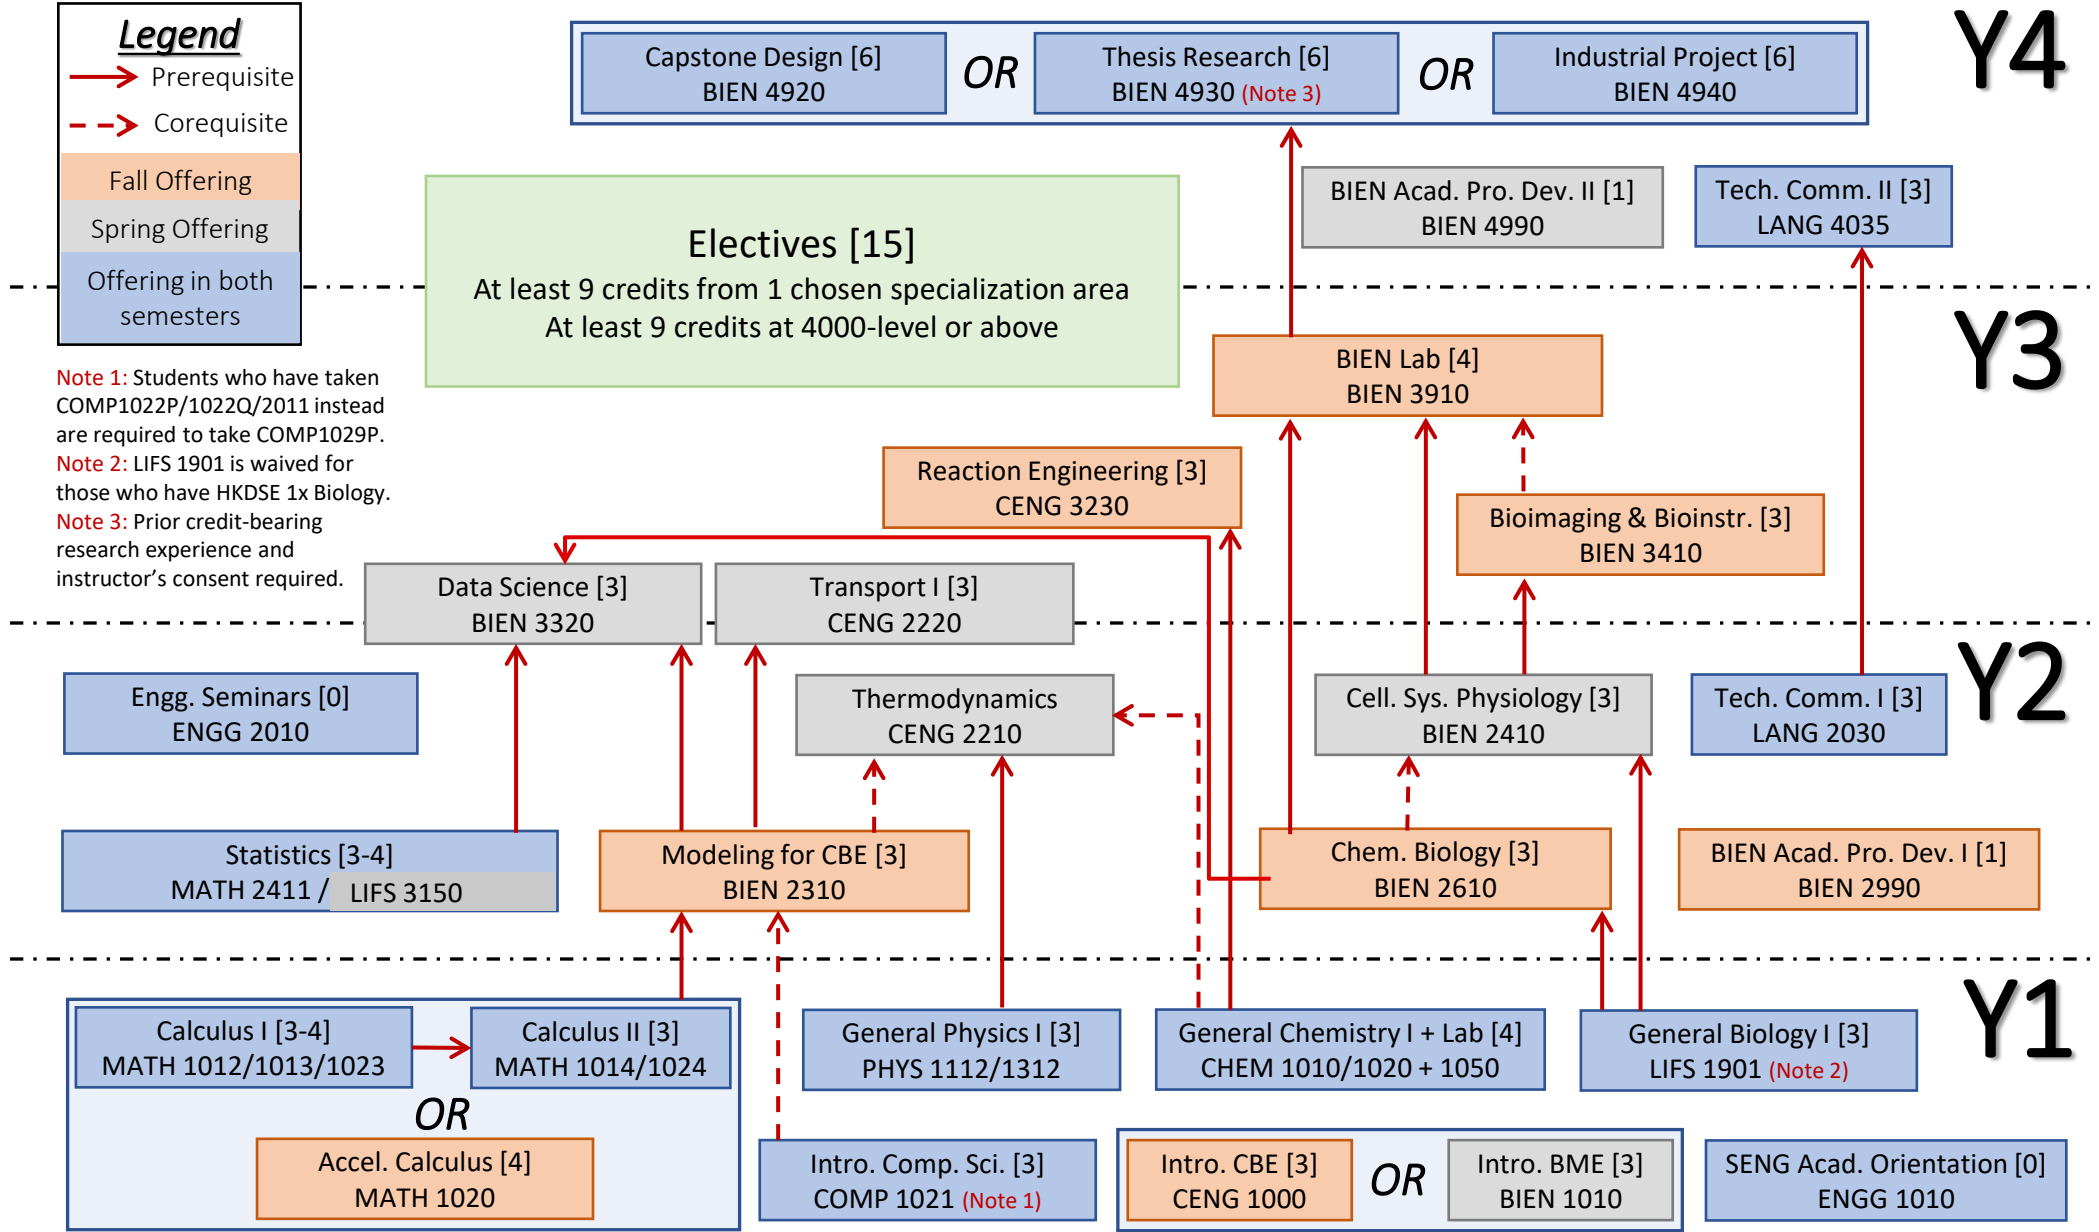 Legend
Prerequisite
Corequisite
Fall Offering
Spring Offering
Offering in both
semesters
Note 1: Students who have taken
COMP1022P/1022Q/2011 instead
are required to take COMP1029P.
Note 2: LIFS 1901 is waived for
those who have HKDSE 1x Biology.
Note 3: Prior credit-bearing
research experience and
instructor's consent required.
Y4
Capstone Design [6]
BIEN 4920
OR
Thesis Research [6]
BIEN 4930 (Note 3)
OR
Industrial Project [6]
BIEN 4940
BIEN Acad. Pro. Dev. II [1]
BIEN 4990
Tech. Comm. II [3]
LANG 4035
Electives [15]
At least 9 credits from 1 chosen specialization area
At least 9 credits at 4000-level or above
Y3
BIEN Lab [4]
BIEN 3910
Reaction Engineering [3]
CENG 3230
Bioimaging & Bioinstr. [3]
BIEN 3410
Data Science [3]
BIEN 3320
Transport I [3]
CENG 2220
Y2
Engg. Seminars [0]
ENGG 2010
Thermodynamics
CENG 2210
Cell. Sys. Physiology [3]
BIEN 2410
Tech. Comm. I [3]
LANG 2030
Statistics [3-4]
MATH 2411 / LIFS 3150
Modeling for CBE [3]
BIEN 2310
Chem. Biology [3]
BIEN 2610
BIEN Acad. Pro. Dev. I [1]
BIEN 2990
Y1
Calculus I [3-4]
MATH 1012/1013/1023
Calculus II [3]
MATH 1014/1024
OR
Accel. Calculus [4]
MATH 1020
General Physics I [3]
PHYS 1112/1312
General Chemistry I + Lab [4]
CHEM 1010/1020 + 1050
General Biology I [3]
LIFS 1901 (Note 2)
Intro. Comp. Sci. [3]
COMP 1021 (Note 1)
Intro. CBE [3]
CENG 1000
OR
Intro. BME [3]
BIEN 1010
SENG Acad. Orientation [0]
ENGG 1010